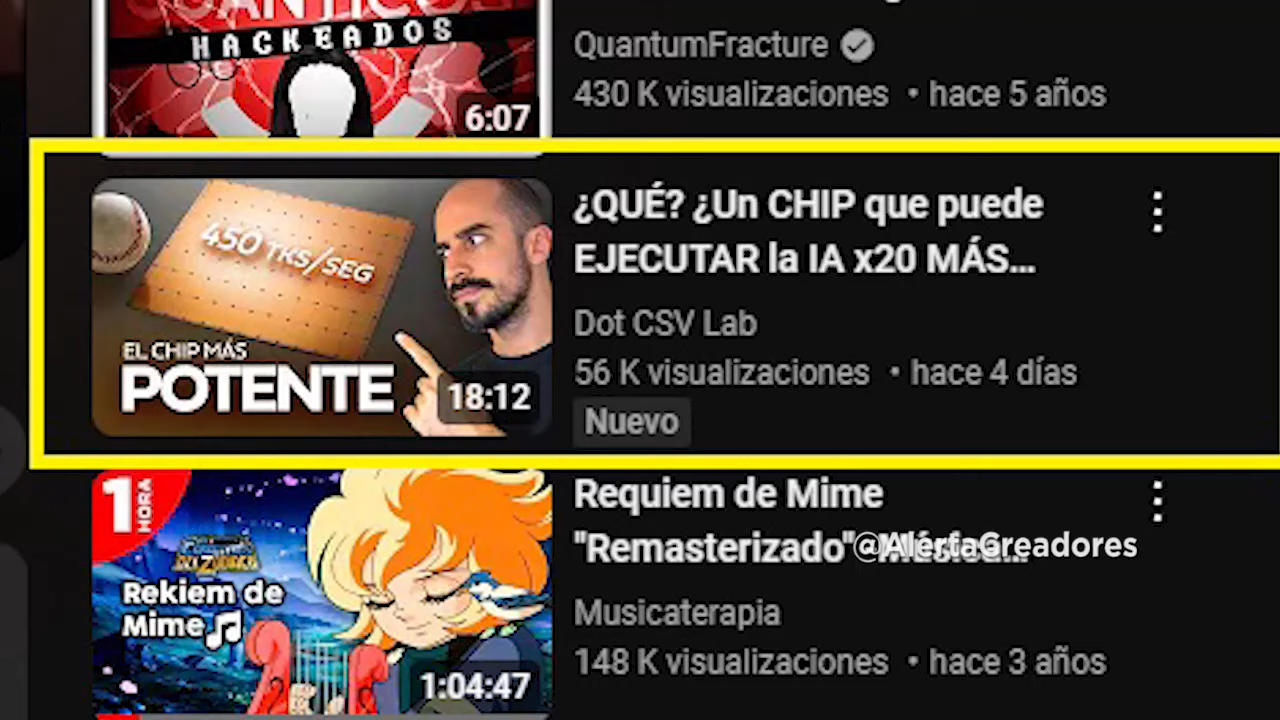 HACKEADOS
6:07
QuantumFracture
430 K visualizaciones • hace 5 años
450 TKS/SEG
EL CHIP MÁS
POTENTE
18:12
¿QUÉ? ¿Un CHIP que puede
EJECUTAR la IA x20 MÁS...
Dot CSV Lab
56 K visualizaciones • hace 4 días
Nuevo
1 HORA
Rekiem de
Mime
1:04:47
Requiem de Mime
"Remasterizado"
@AlertaCreadores
Musicaterapia
148 K visualizaciones • hace 3 años